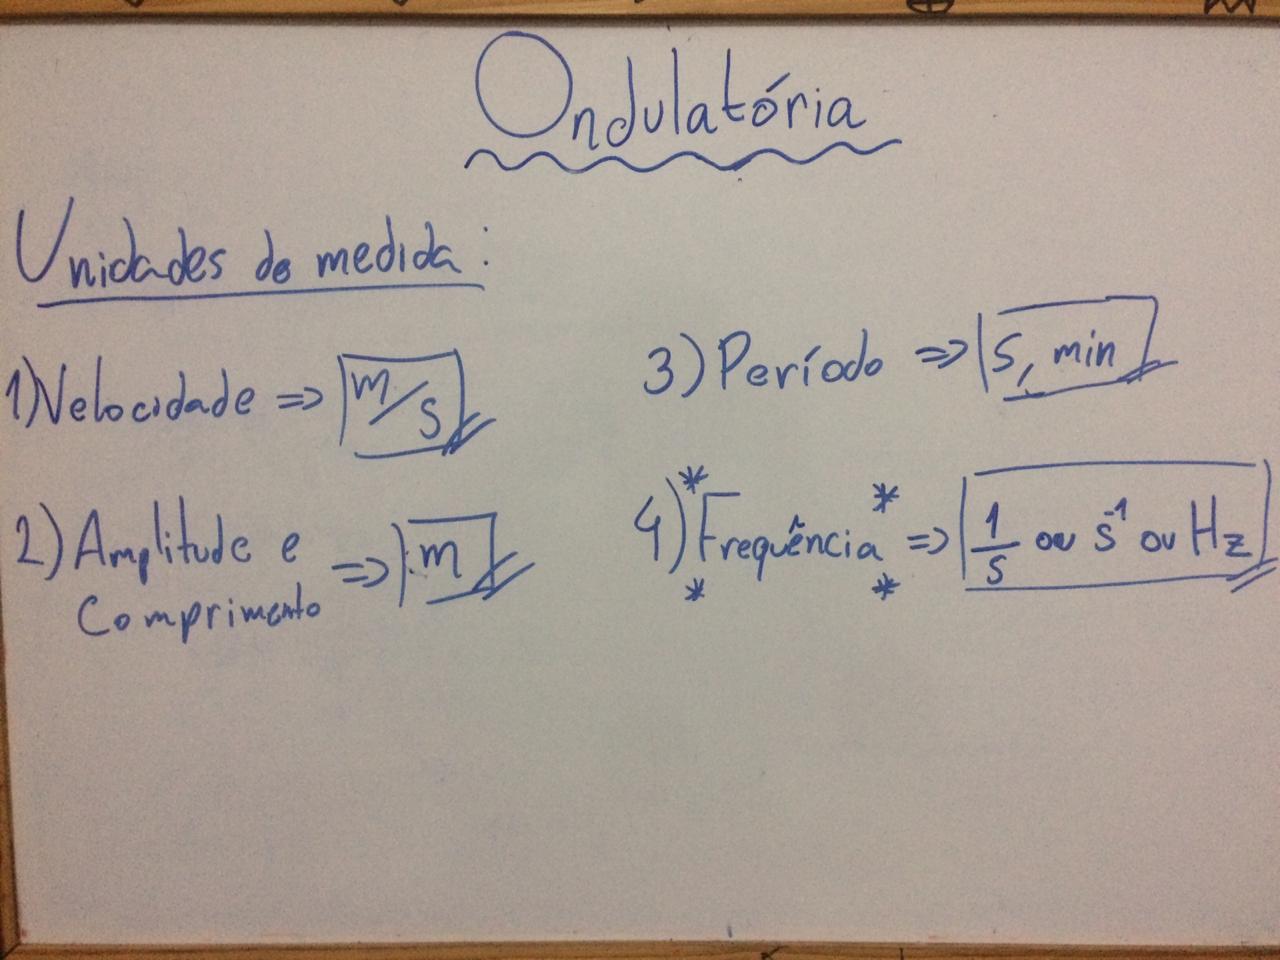 Ondulatória
Unidades de medida:
1) Velocidade => m/s
2) Amplitude e
Comprimento => m
3) Período => s, min
4) *Frequência* => 1/s ou s⁻¹ ou Hz
* *